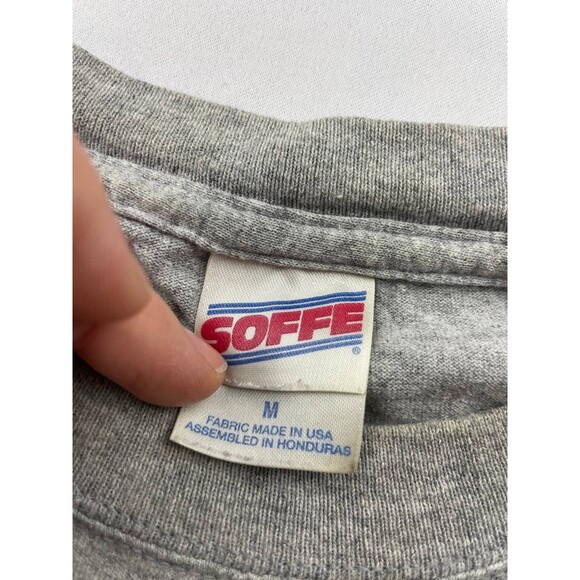 SOFFE
®
M
FABRIC MADE IN USA
ASSEMBLED IN HONDURAS